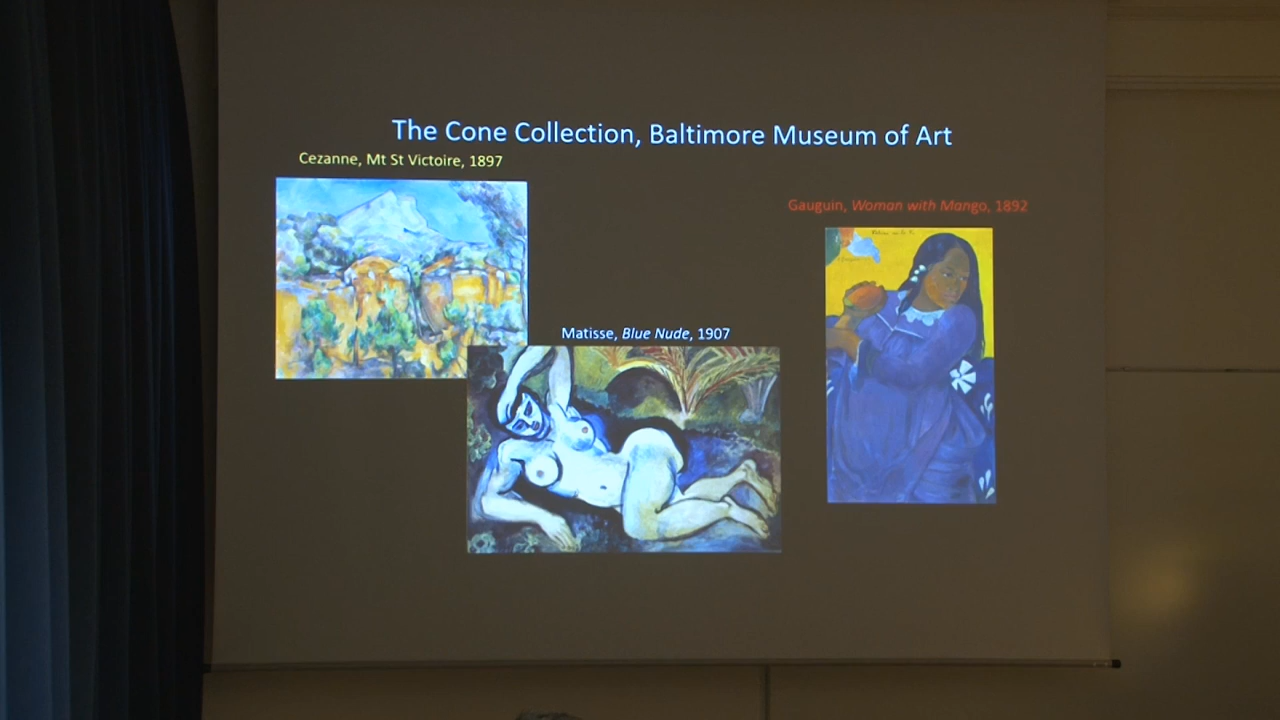 The Cone Collection, Baltimore Museum of Art
Cezanne, Mt St Victoire, 1897
Gauguin, Woman with Mango, 1892
Matisse, Blue Nude, 1907